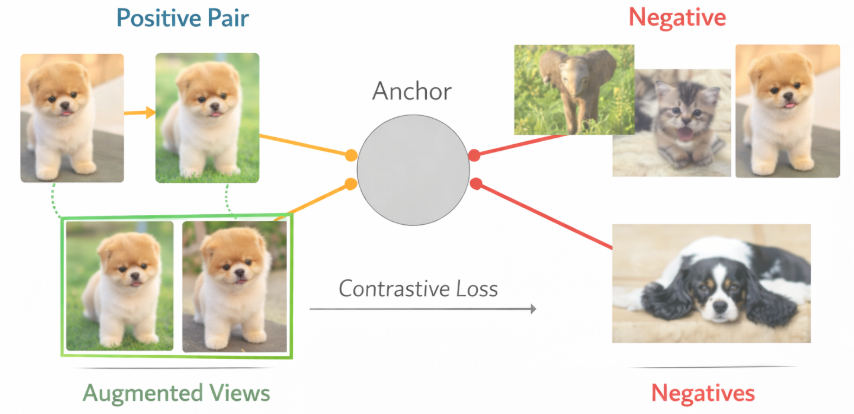 Positive Pair
Negative
Anchor
Contrastive Loss
Augmented Views
Negatives